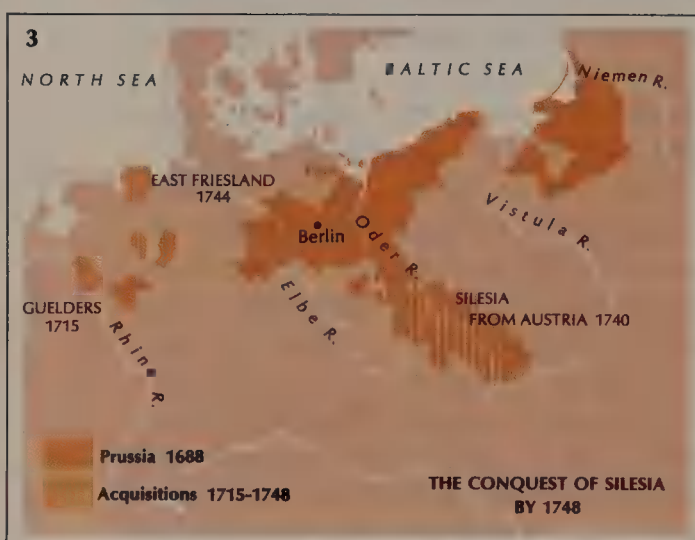 3
NORTH SEA
■ALTIC SEA
Niemen R.
EAST FRIESLAND
1744
Vistula R.
Berlin
Oder R.
GUELDERS
1715
Rhin■ R.
Elbe R.
SILESIA
FROM AUSTRIA 1740
Prussia 1688
Acquisitions 1715-1748
THE CONQUEST OF SILESIA
BY 1748